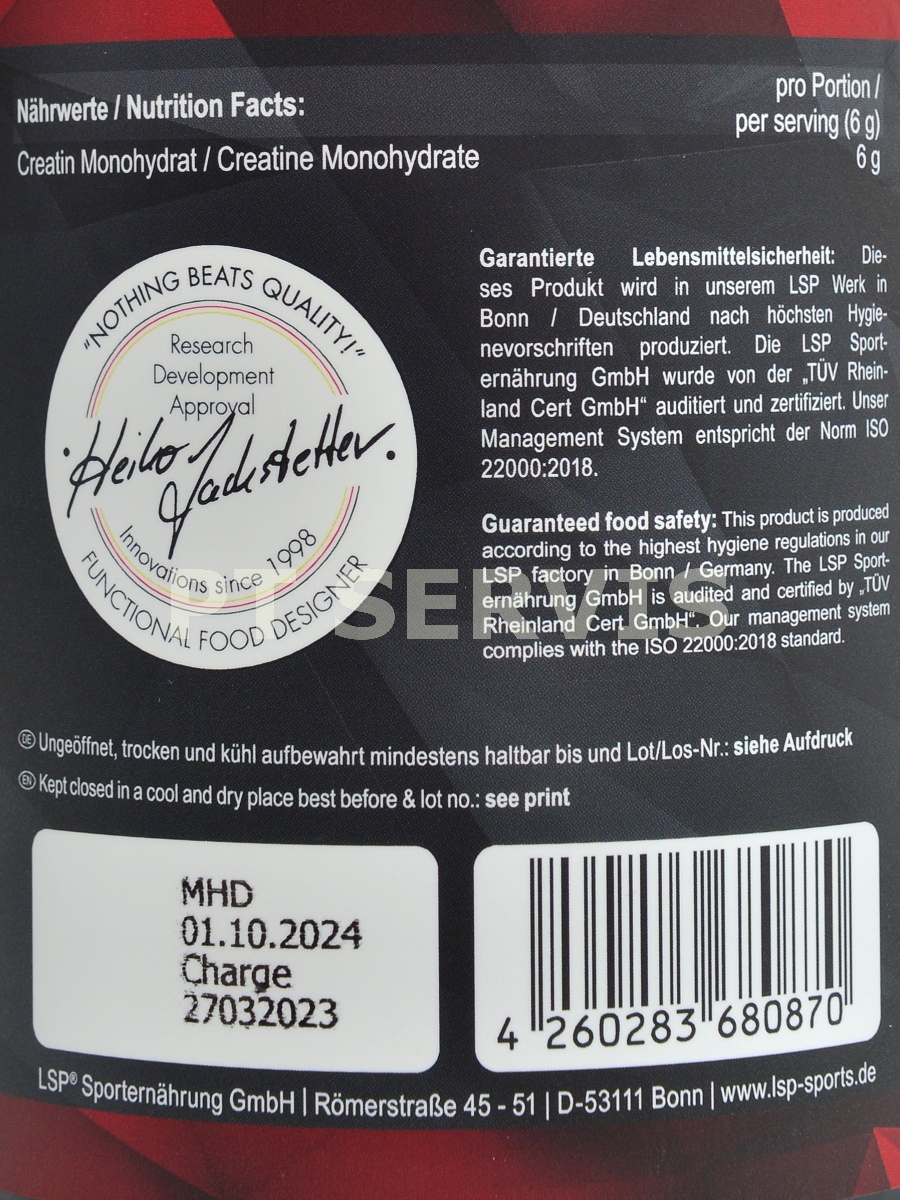 Nährwerte / Nutrition Facts:
pro Portion /
per serving (6 g)
Creatin Monohydrat / Creatine Monohydrate
6 g
"NOTHING BEATS QUALITY!"
Research
Development
Approval
Heiko Jackstetter
Innovations since 1998
FUNCTIONAL FOOD DESIGNER
Garantierte Lebensmittelsicherheit: Die-
ses Produkt wird in unserem LSP Werk in
Bonn / Deutschland nach höchsten Hygie-
nevorschriften produziert. Die LSP Sport-
ernährung GmbH wurde von der „TÜV Rhein-
land Cert GmbH“ auditiert und zertifiziert. Unser
Management System entspricht der Norm ISO
22000:2018.
Guaranteed food safety: This product is produced
according to the highest hygiene regulations in our
LSP factory in Bonn / Germany. The LSP Sport-
ernährung GmbH is audited and certified by „TÜV
Rheinland Cert GmbH“. Our management system
complies with the ISO 22000:2018 standard.
PT SERVIS
DE Ungeöffnet, trocken und kühl aufbewahrt mindestens haltbar bis und Lot/Los-Nr.: siehe Aufdruck
EN Kept closed in a cool and dry place best before & lot no.: see print
MHD
01.10.2024
Charge
27032023
4 260283 680870
LSP® Sporternährung GmbH | Römerstraße 45 - 51 | D-53111 Bonn | www.lsp-sports.de